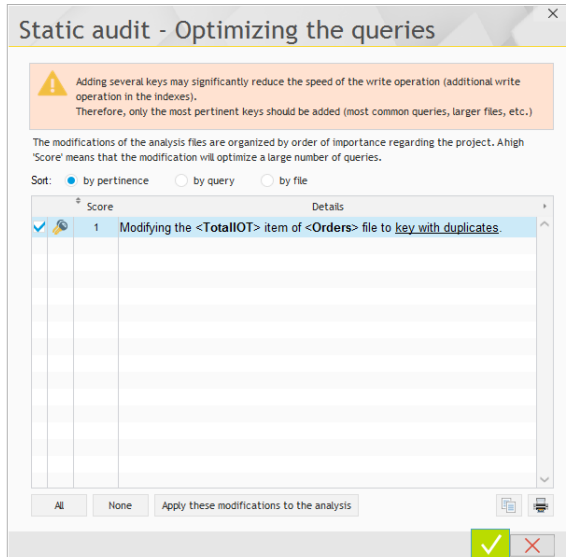 Static audit - Optimizing the queries
Adding several keys may significantly reduce the speed of the write operation (additional write
operation in the indexes).
Therefore, only the most pertinent keys should be added (most common queries, larger files, etc.)
The modifications of the analysis files are organized by order of importance regarding the project. Ahigh
'Score' means that the modification will optimize a large number of queries.
Sort: by pertinence by query by file
Score Details
1 Modifying the <TotalIOT> item of <Orders> file to key with duplicates.
All None Apply these modifications to the analysis